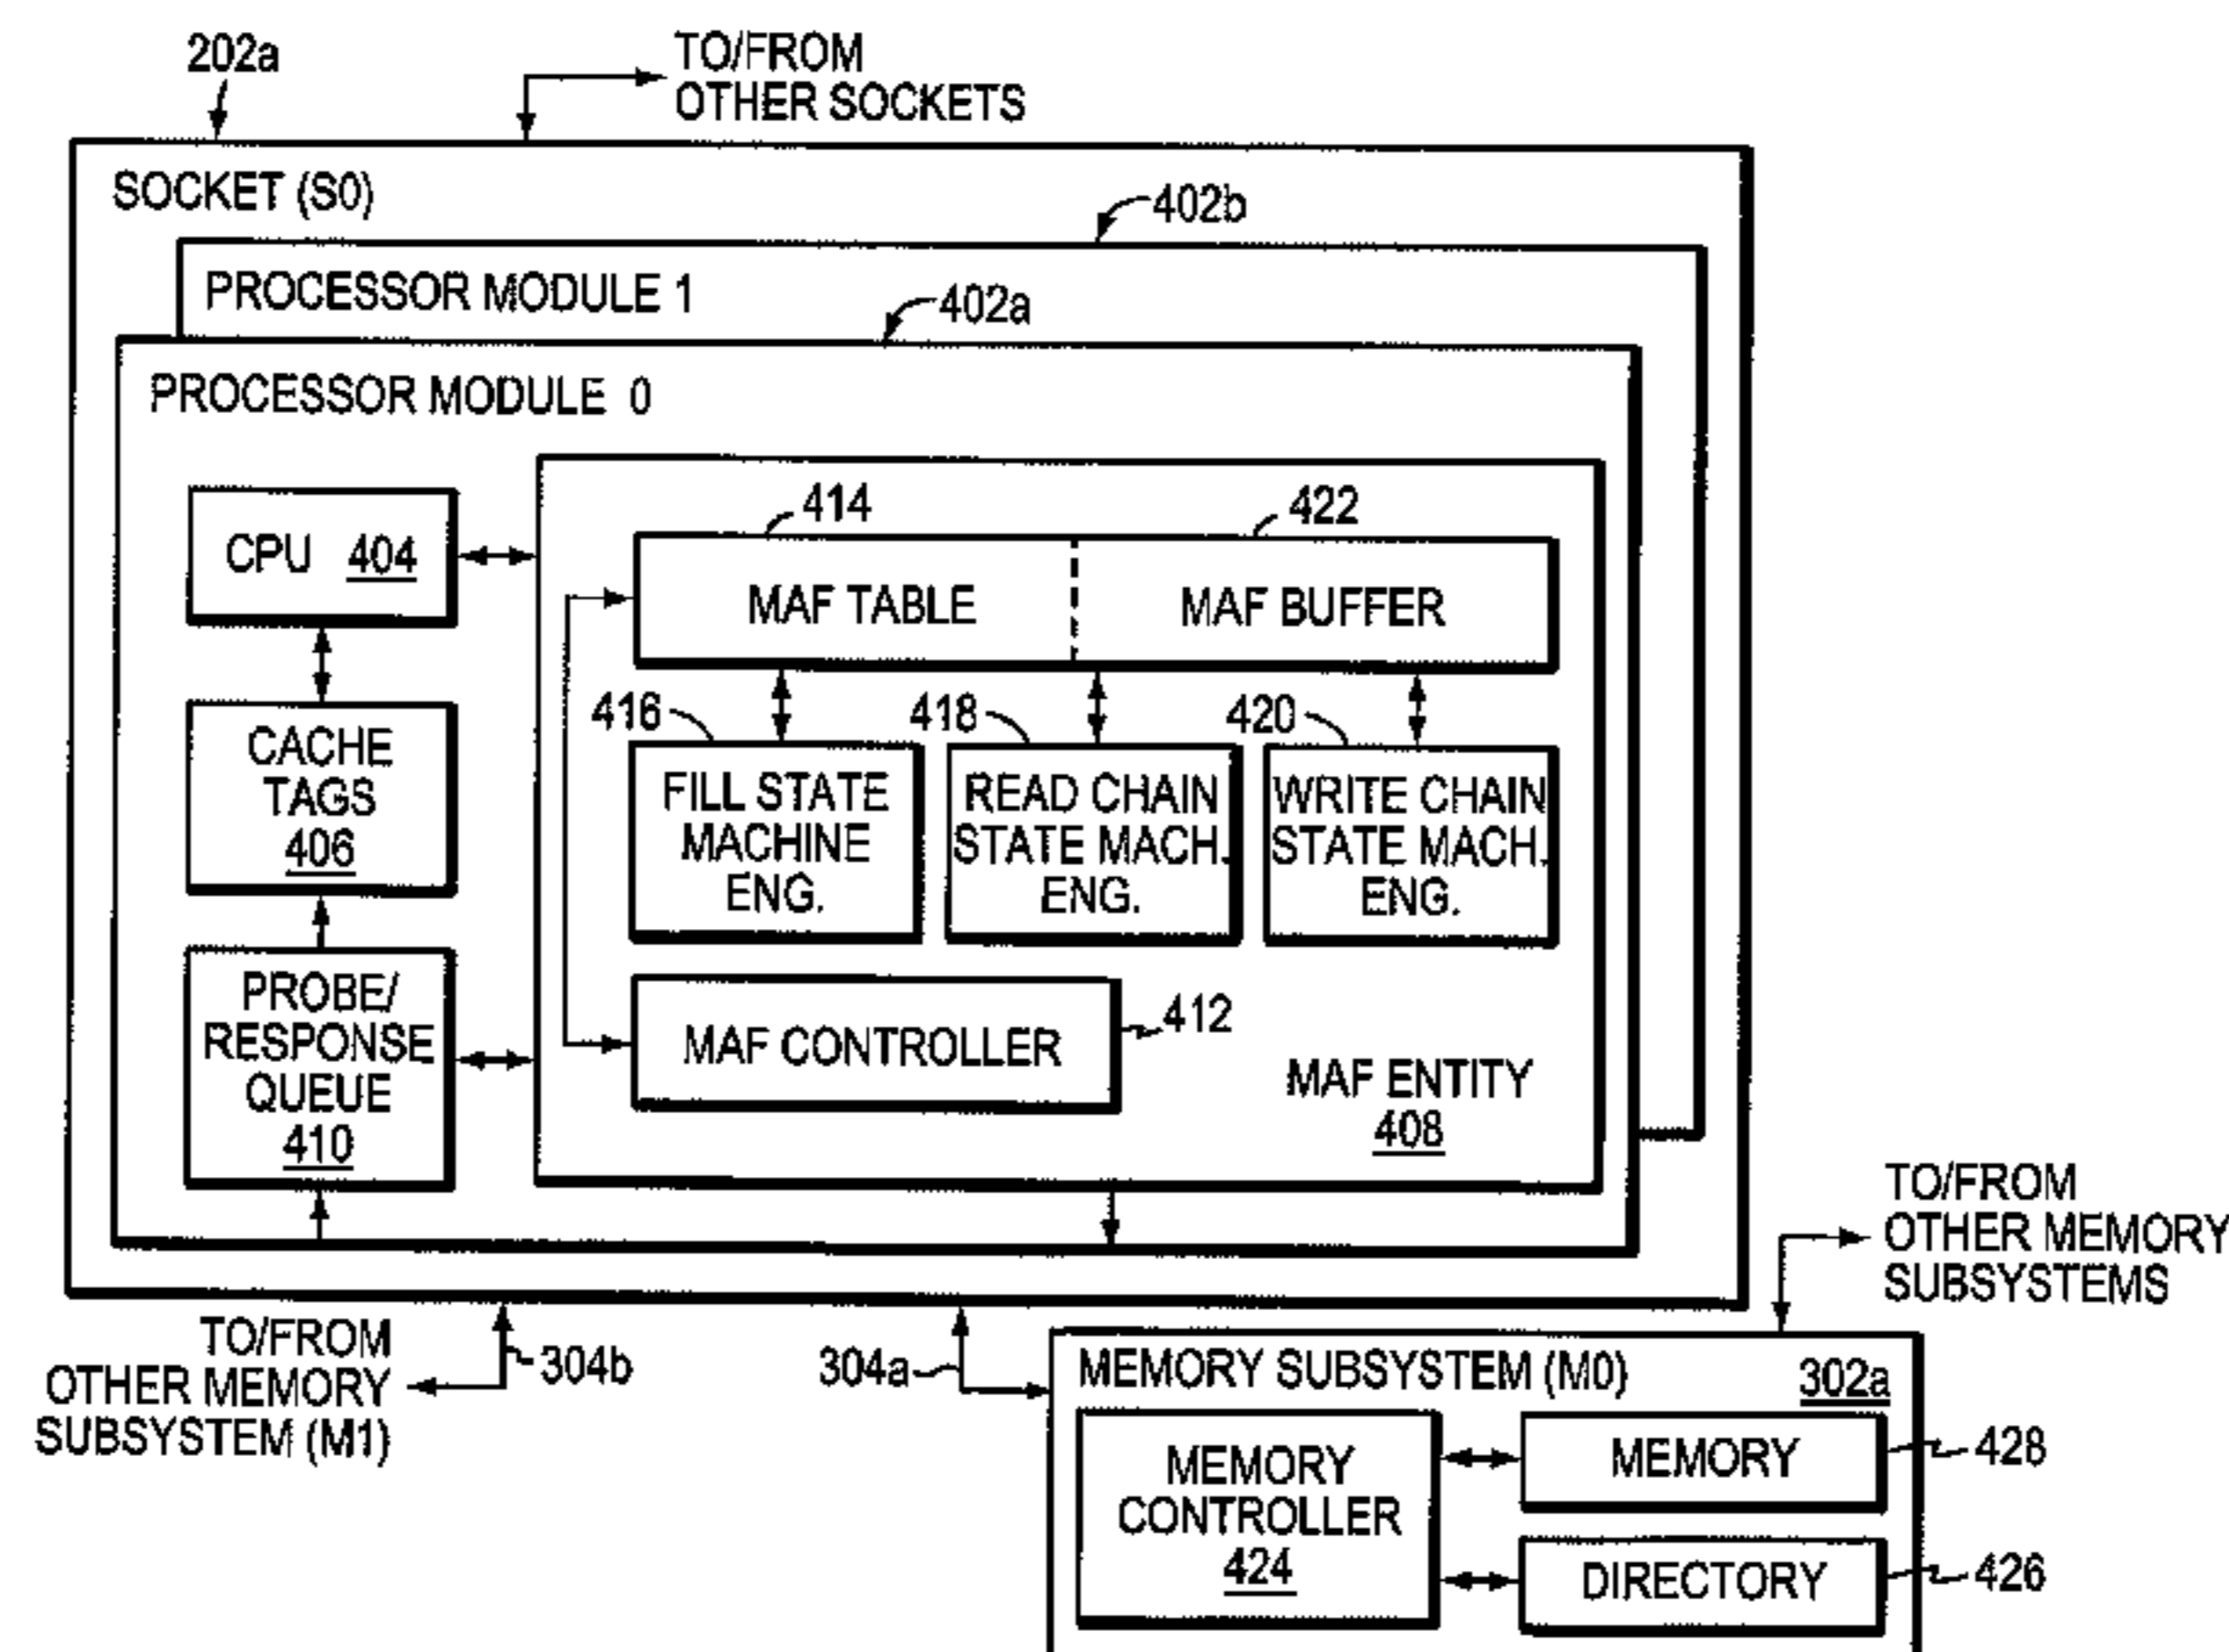 202a
TO/FROM
OTHER SOCKETS
SOCKET (S0)
402b
PROCESSOR MODULE 1
402a
PROCESSOR MODULE 0
414
422
CPU 404
MAF TABLE
MAF BUFFER
416
418
420
CACHE
TAGS
406
FILL STATE
MACHINE
ENG.
READ CHAIN
STATE MACH.
ENG.
WRITE CHAIN
STATE MACH.
ENG.
PROBE/
RESPONSE
QUEUE
410
MAF CONTROLLER
412
MAF ENTITY
408
TO/FROM
OTHER MEMORY
SUBSYSTEMS
TO/FROM
OTHER MEMORY
SUBSYSTEM (M1)
304b
304a
MEMORY SUBSYSTEM (M0)
302a
MEMORY
CONTROLLER
424
MEMORY
428
DIRECTORY
426